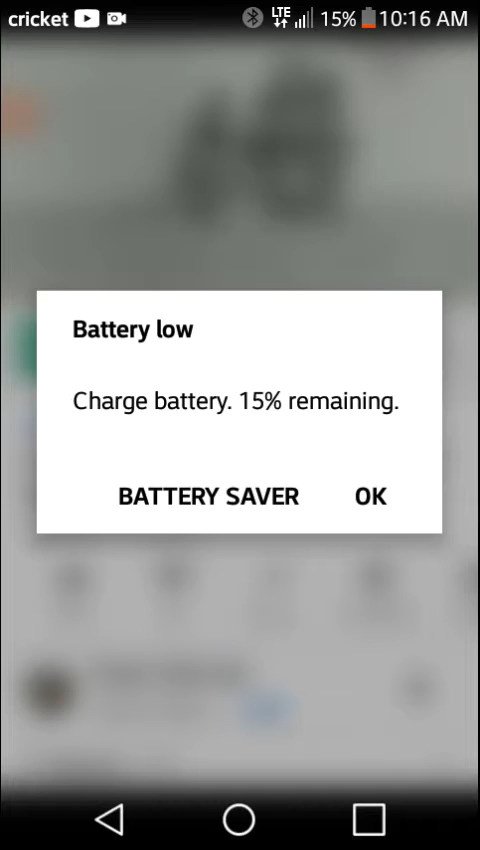 cricket LTE 15% 10:16 AM
Battery low
Charge battery. 15% remaining.
BATTERY SAVER OK